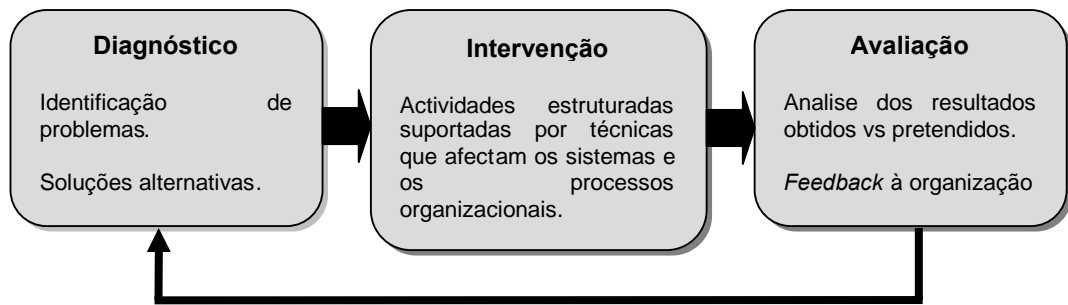 Diagnóstico
Identificação de
problemas.
Soluções alternativas.
Intervenção
Actividades estruturadas
suportadas por técnicas
que afectam os sistemas e
os processos
organizacionais.
Avaliação
Analise dos resultados
obtidos vs pretendidos.
Feedback à organização